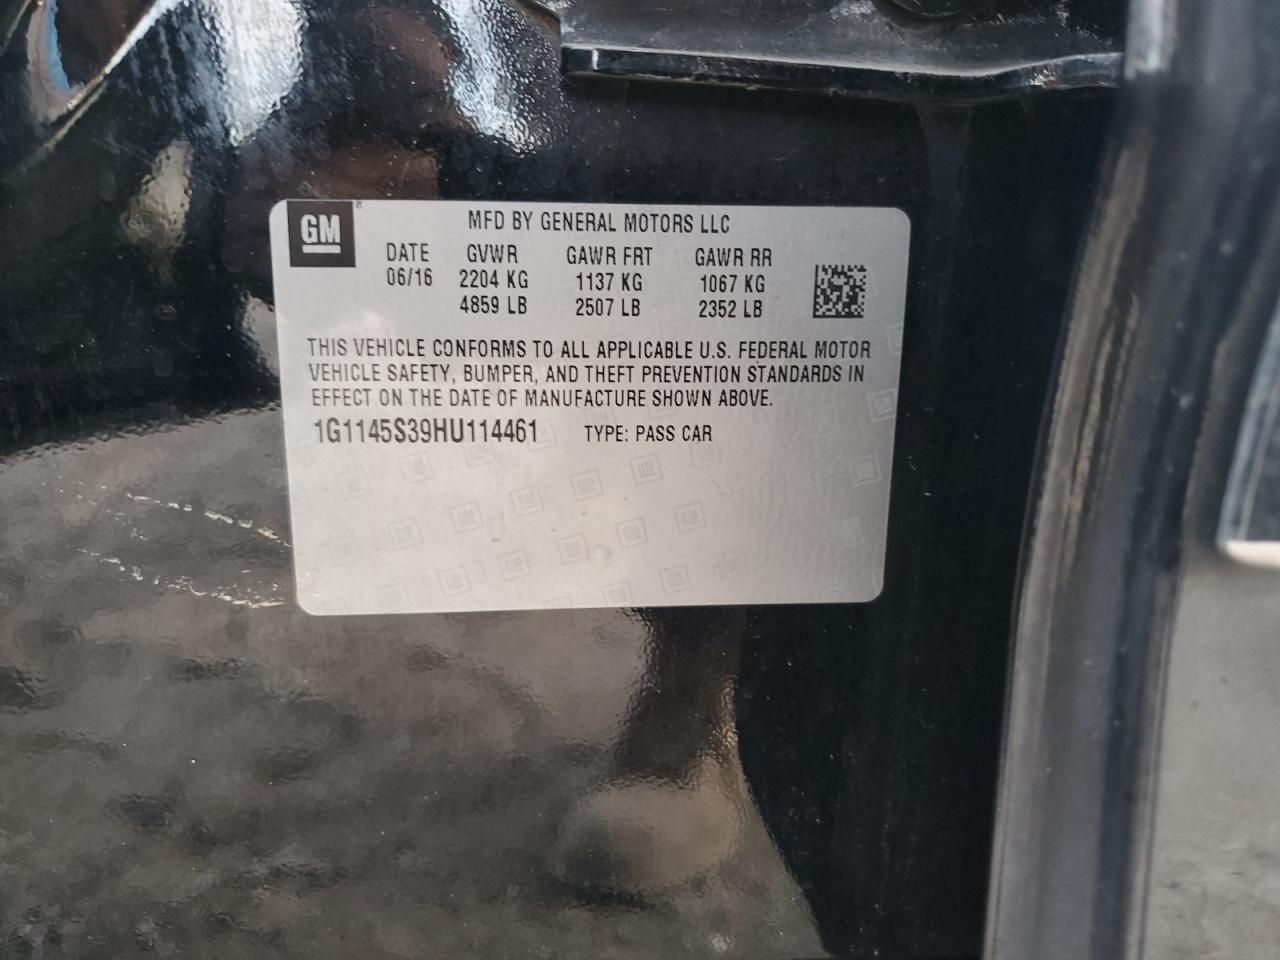 GM
MFD BY GENERAL MOTORS LLC
DATE GVWR GAWR FRT GAWR RR
06/16 2204 KG 1137 KG 1067 KG
4859 LB 2507 LB 2352 LB
THIS VEHICLE CONFORMS TO ALL APPLICABLE U.S. FEDERAL MOTOR
VEHICLE SAFETY, BUMPER, AND THEFT PREVENTION STANDARDS IN
EFFECT ON THE DATE OF MANUFACTURE SHOWN ABOVE.
1G1145S39HU114461 TYPE: PASS CAR